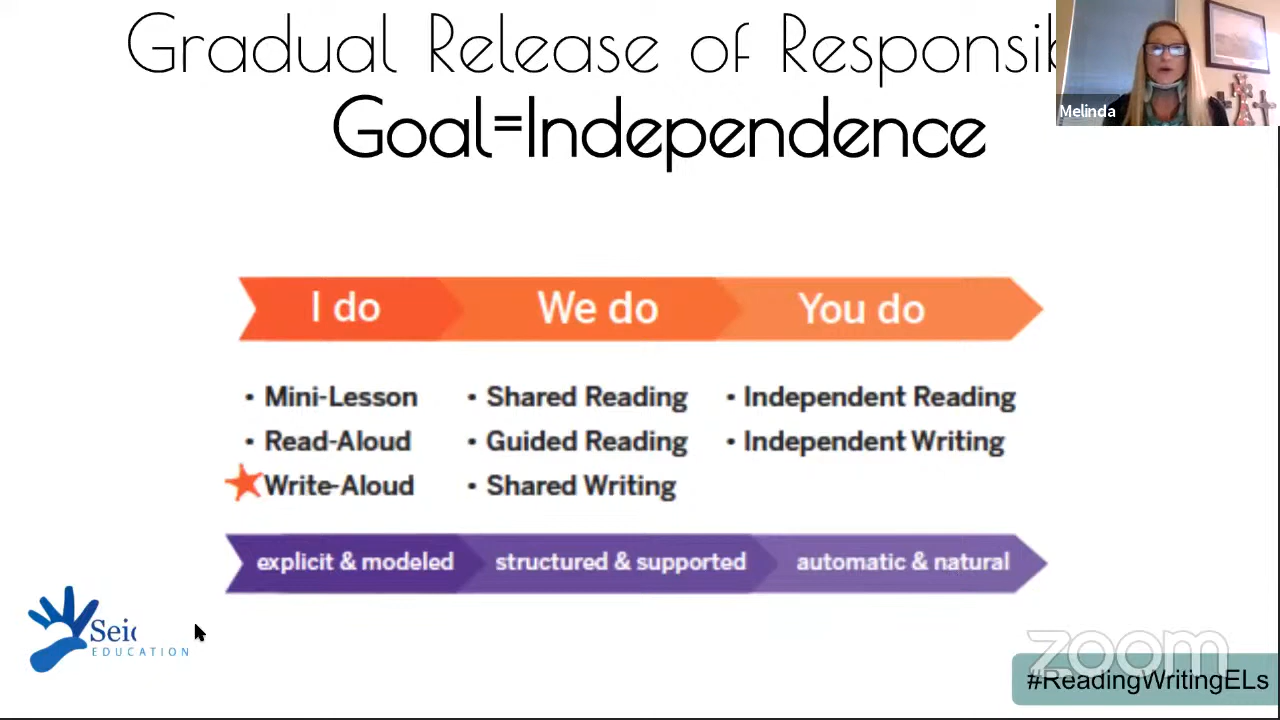 Gradual Release of Responsib
Melinda
Goal=Independence
I do We do You do
• Mini-Lesson • Shared Reading • Independent Reading
• Read-Aloud • Guided Reading • Independent Writing
Write-Aloud • Shared Writing
explicit & modeled structured & supported automatic & natural
EDUCATION
zoom
#ReadingWritingELs